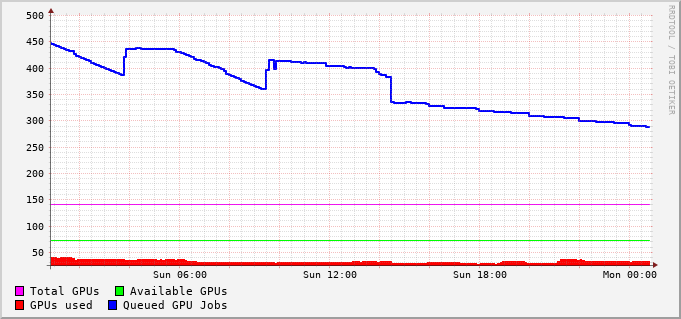 500
450
400
350
300
250
200
150
100
50
Sun 06:00 Sun 12:00 Sun 18:00 Mon 00:00
Total GPUs Available GPUs
GPUs used Queued GPU Jobs
RRDTOOL / TOBI OETIKER